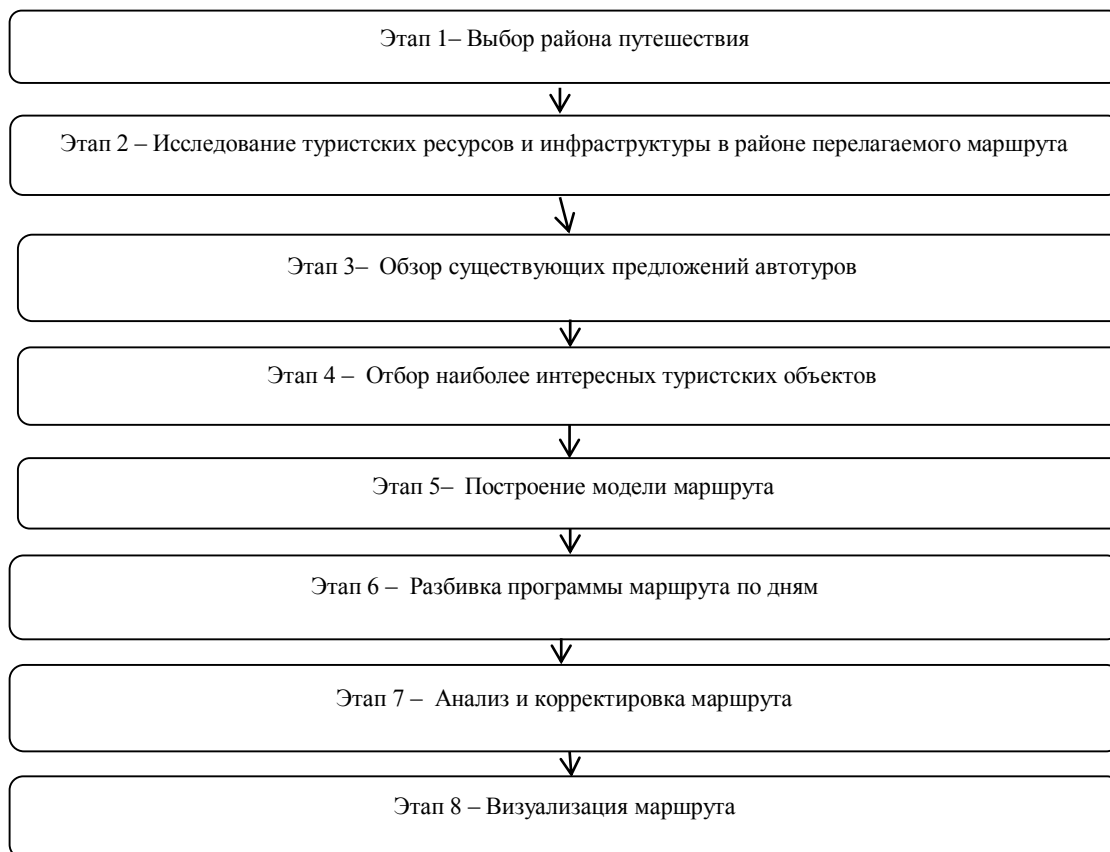 Этап 1– Выбор района путешествия
Этап 2 – Исследование туристских ресурсов и инфраструктуры в районе перелагаемого маршрута
Этап 3– Обзор существующих предложений автотуров
Этап 4 – Отбор наиболее интересных туристских объектов
Этап 5– Построение модели маршрута
Этап 6 – Разбивка программы маршрута по дням
Этап 7 – Анализ и корректировка маршрута
Этап 8 – Визуализация маршрута